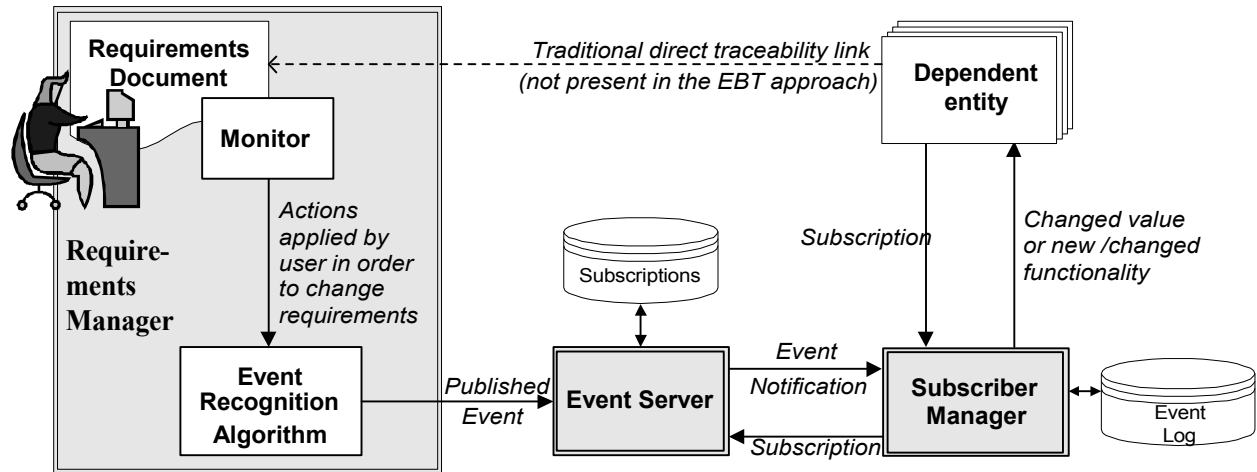 Requirements
Document
Monitor
Actions
applied by
user in order
to change
requirements
Require-
ments
Manager
Event
Recognition
Algorithm
Published
Event
Traditional direct traceability link
(not present in the EBT approach)
Dependent
entity
Subscription
Changed value
or new /changed
functionality
Subscriptions
Event Server
Event
Notification
Subscription
Subscriber
Manager
Event
Log